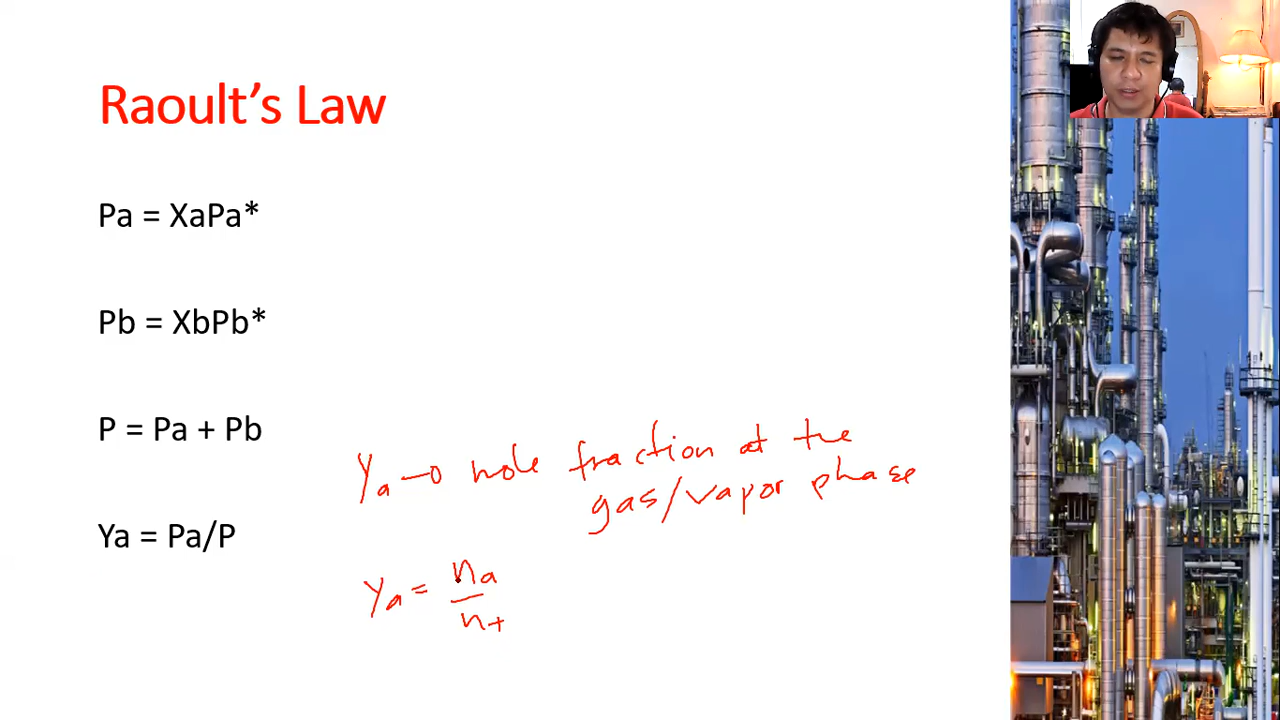 Raoult’s Law
Pa = XaPa*
Pb = XbPb*
P = Pa + Pb
Ya = Pa/P
Ya → mole fraction at the
gas/vapor phase
Ya = na
nt